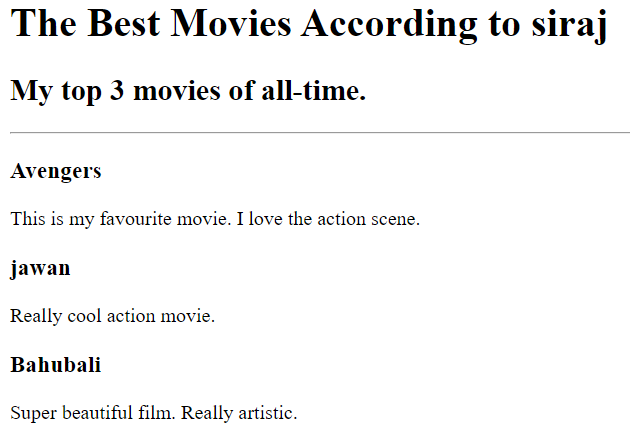 The Best Movies According to siraj
My top 3 movies of all-time.
Avengers
This is my favourite movie. I love the action scene.
jawan
Really cool action movie.
Bahubali
Super beautiful film. Really artistic.